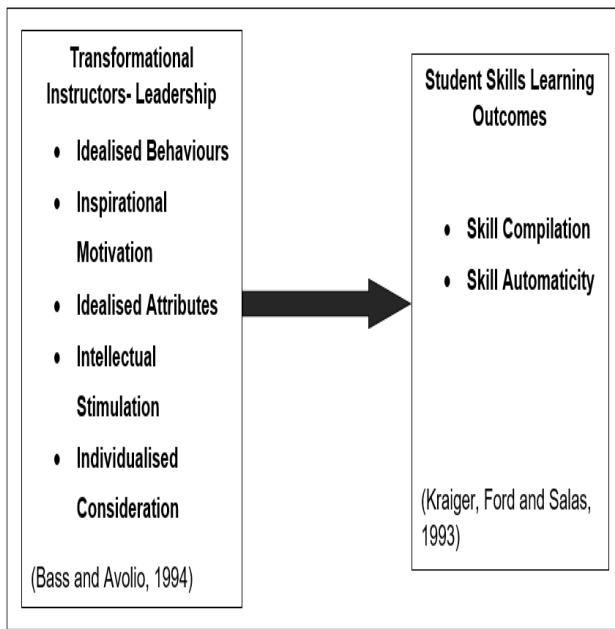 Transformational
Instructors- Leadership
• Idealised Behaviours
• Inspirational
Motivation
• Idealised Attributes
• Intellectual
Stimulation
• Individualised
Consideration
(Bass and Avolio, 1994)
Student Skills Learning
Outcomes
• Skill Compilation
• Skill Automaticity
(Kraiger, Ford and Salas,
1993)